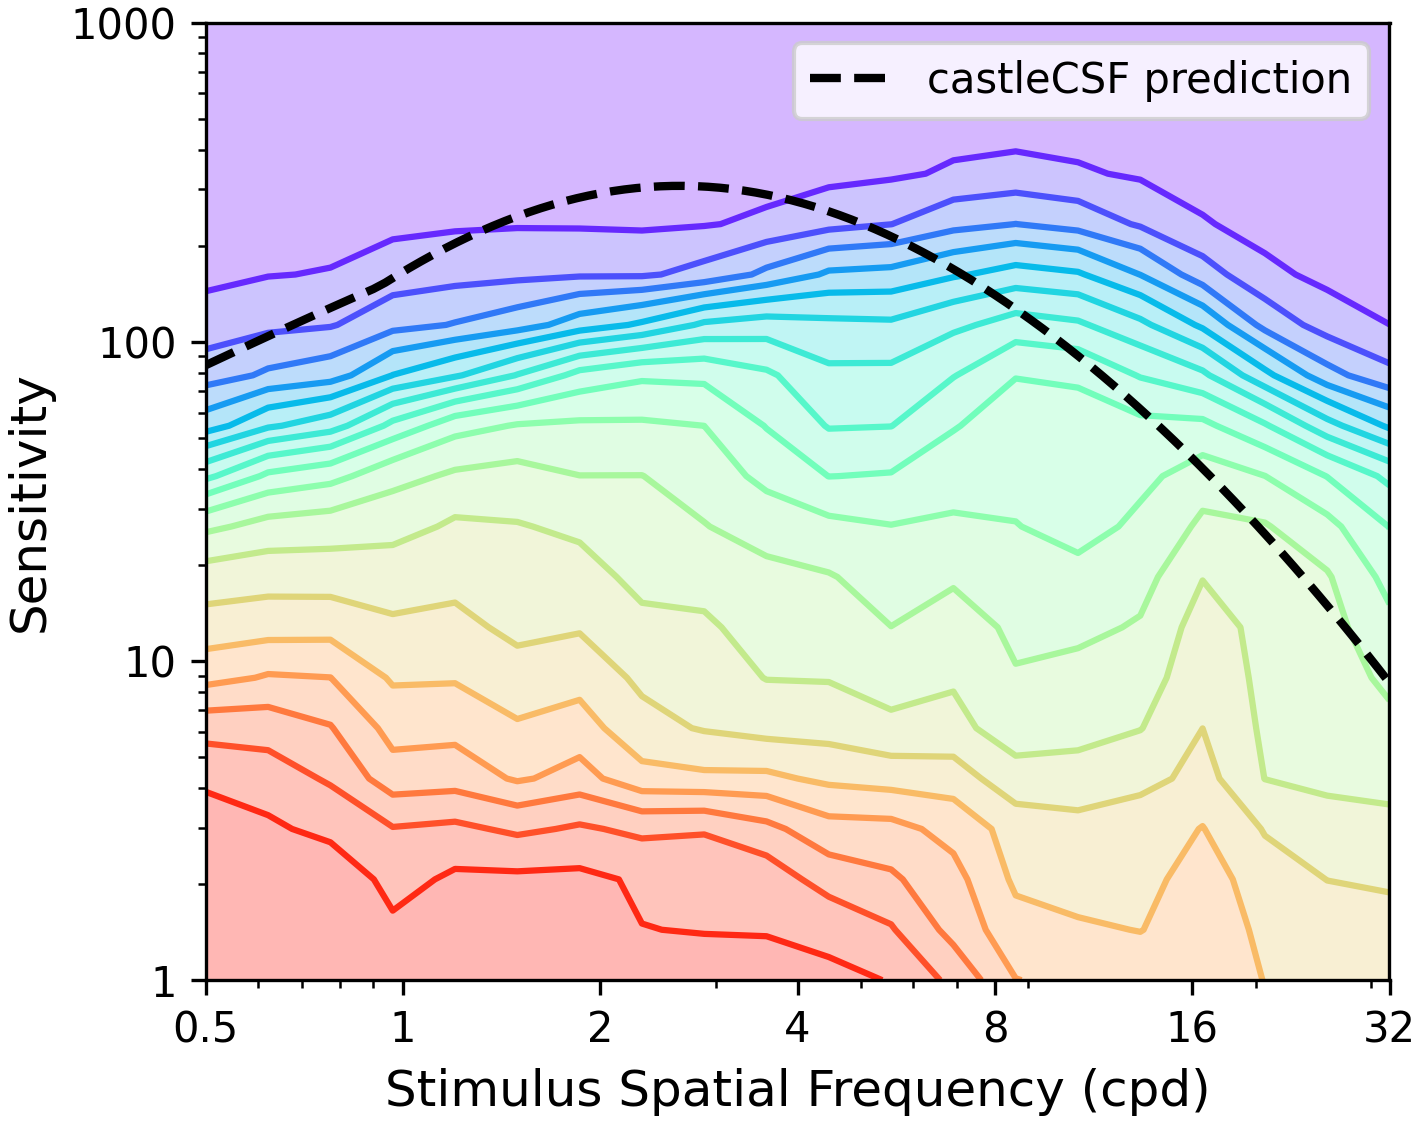 1000
100
10
1
Sensitivity
castleCSF prediction
0.5 1 2 4 8 16 32
Stimulus Spatial Frequency (cpd)